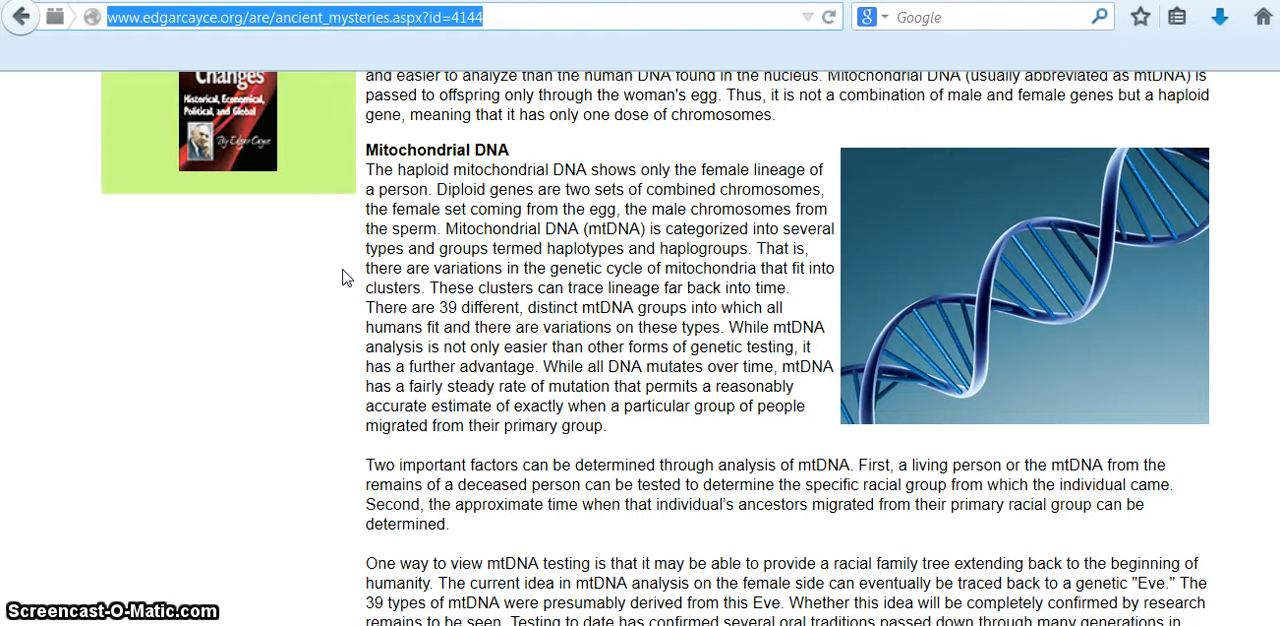 www.edgarcayce.org/are/ancient_mysteries.aspx?id=4144
Google
Changes
Historical, Economical,
Political, and Global
By Edgar Cayce
and easier to analyze than the human DNA found in the nucleus. Mitochondrial DNA (usually abbreviated as mtDNA) is
passed to offspring only through the woman's egg. Thus, it is not a combination of male and female genes but a haploid
gene, meaning that it has only one dose of chromosomes.
Mitochondrial DNA
The haploid mitochondrial DNA shows only the female lineage of
a person. Diploid genes are two sets of combined chromosomes,
the female set coming from the egg, the male chromosomes from
the sperm. Mitochondrial DNA (mtDNA) is categorized into several
types and groups termed haplotypes and haplogroups. That is,
there are variations in the genetic cycle of mitochondria that fit into
clusters. These clusters can trace lineage far back into time.
There are 39 different, distinct mtDNA groups into which all
humans fit and there are variations on these types. While mtDNA
analysis is not only easier than other forms of genetic testing, it
has a further advantage. While all DNA mutates over time, mtDNA
has a fairly steady rate of mutation that permits a reasonably
accurate estimate of exactly when a particular group of people
migrated from their primary group.
Two important factors can be determined through analysis of mtDNA. First, a living person or the mtDNA from the
remains of a deceased person can be tested to determine the specific racial group from which the individual came.
Second, the approximate time when that individual's ancestors migrated from their primary racial group can be
determined.
One way to view mtDNA testing is that it may be able to provide a racial family tree extending back to the beginning of
humanity. The current idea in mtDNA analysis on the female side can eventually be traced back to a genetic "Eve." The
39 types of mtDNA were presumably derived from this Eve. Whether this idea will be completely confirmed by research
remains to be seen. Testing to date has confirmed several oral traditions passed down through many generations in
Screencast-O-Matic.com